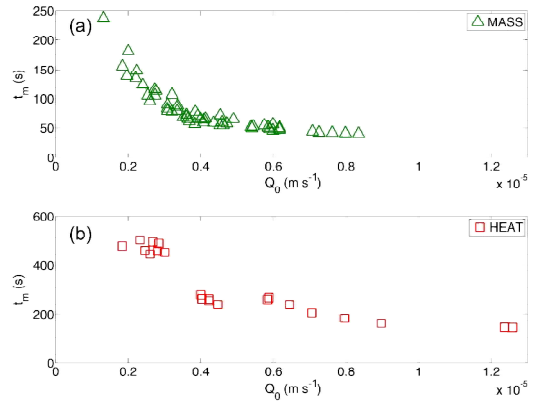 (a)
MASS
t_m (s)
250
200
150
100
50
0
0 0.2 0.4 0.6 0.8 1 1.2
x 10^-5
Q_0 (m s^-1)
(b)
HEAT
t_m (s)
600
400
200
0
0 0.2 0.4 0.6 0.8 1 1.2
x 10^-5
Q_0 (m s^-1)